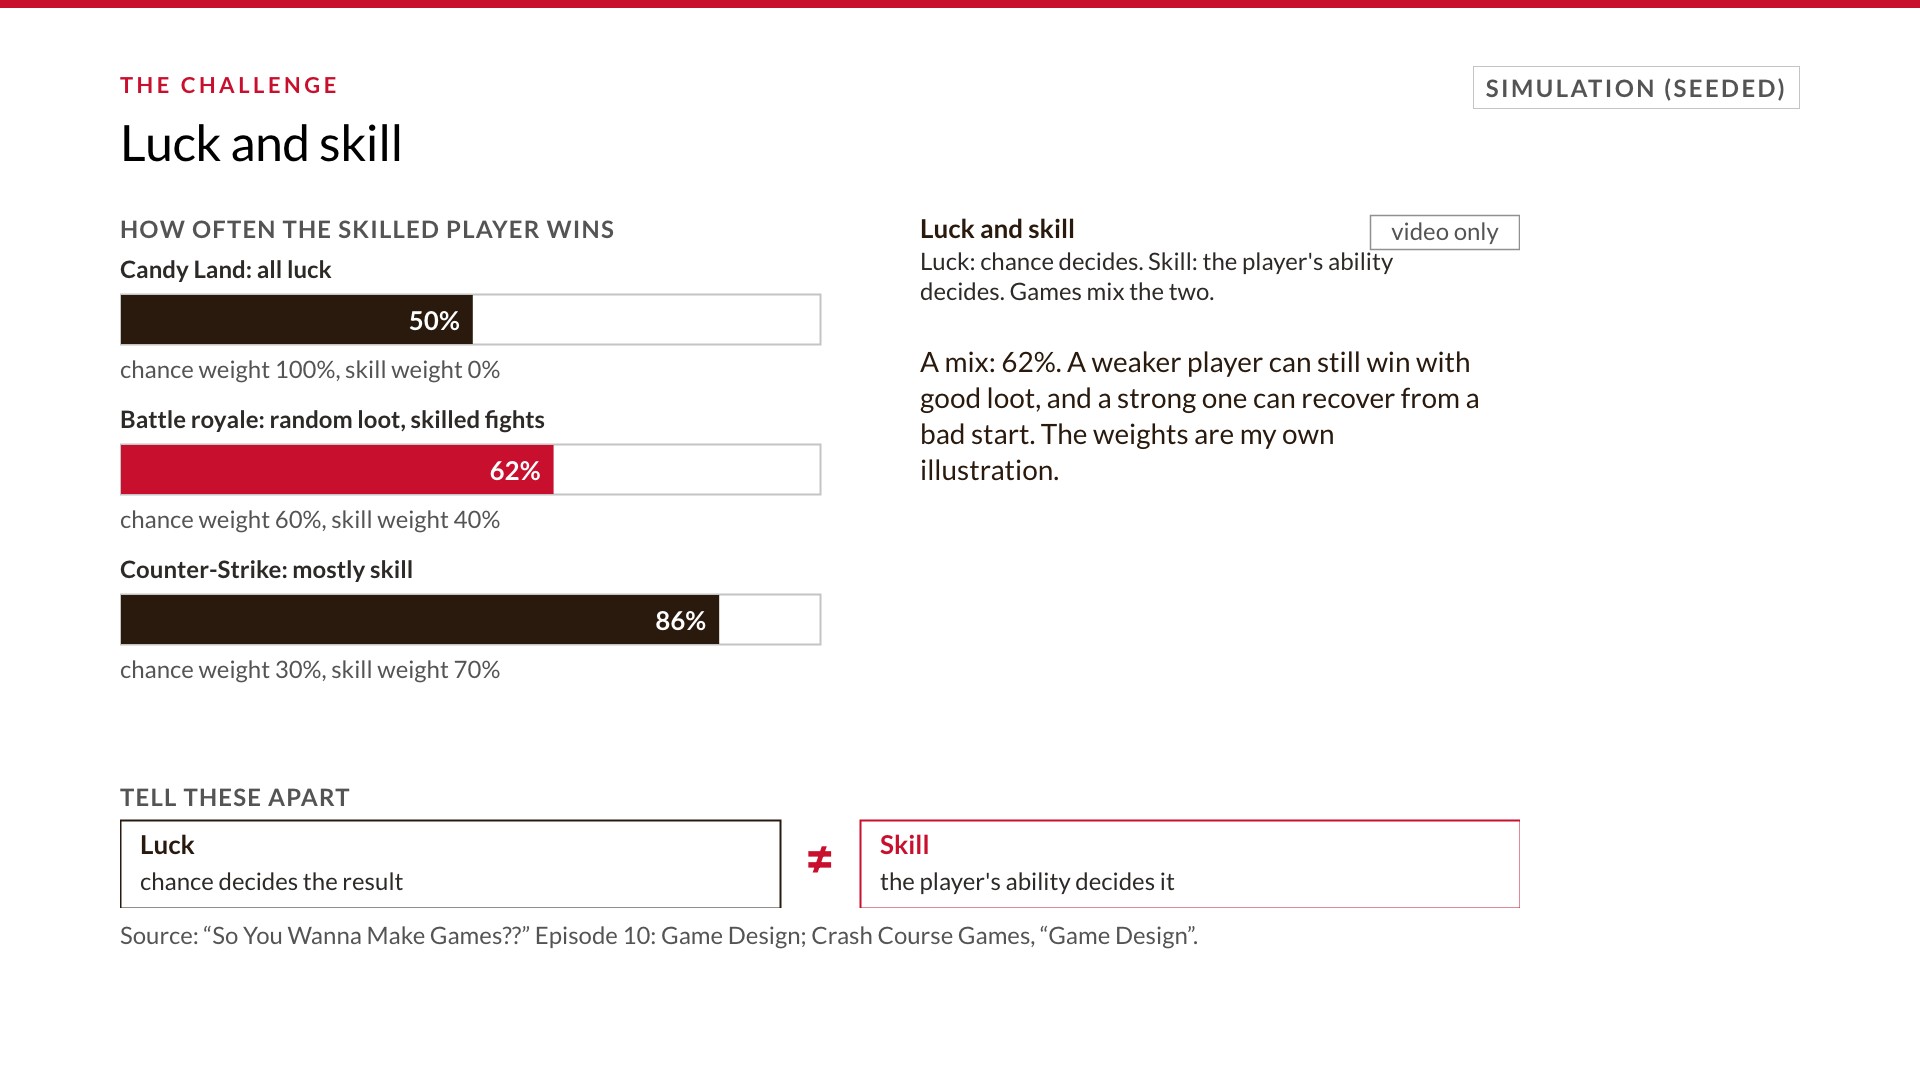 THE CHALLENGE
SIMULATION (SEEDED)
Luck and skill
HOW OFTEN THE SKILLED PLAYER WINS
Candy Land: all luck
50%
chance weight 100%, skill weight 0%
Battle royale: random loot, skilled fights
62%
chance weight 60%, skill weight 40%
Counter-Strike: mostly skill
86%
chance weight 30%, skill weight 70%
Luck and skill
video only
Luck: chance decides. Skill: the player's ability
decides. Games mix the two.
A mix: 62%. A weaker player can still win with
good loot, and a strong one can recover from a
bad start. The weights are my own
illustration.
TELL THESE APART
Luck
chance decides the result
≠
Skill
the player's ability decides it
Source: “So You Wanna Make Games??” Episode 10: Game Design; Crash Course Games, “Game Design”.